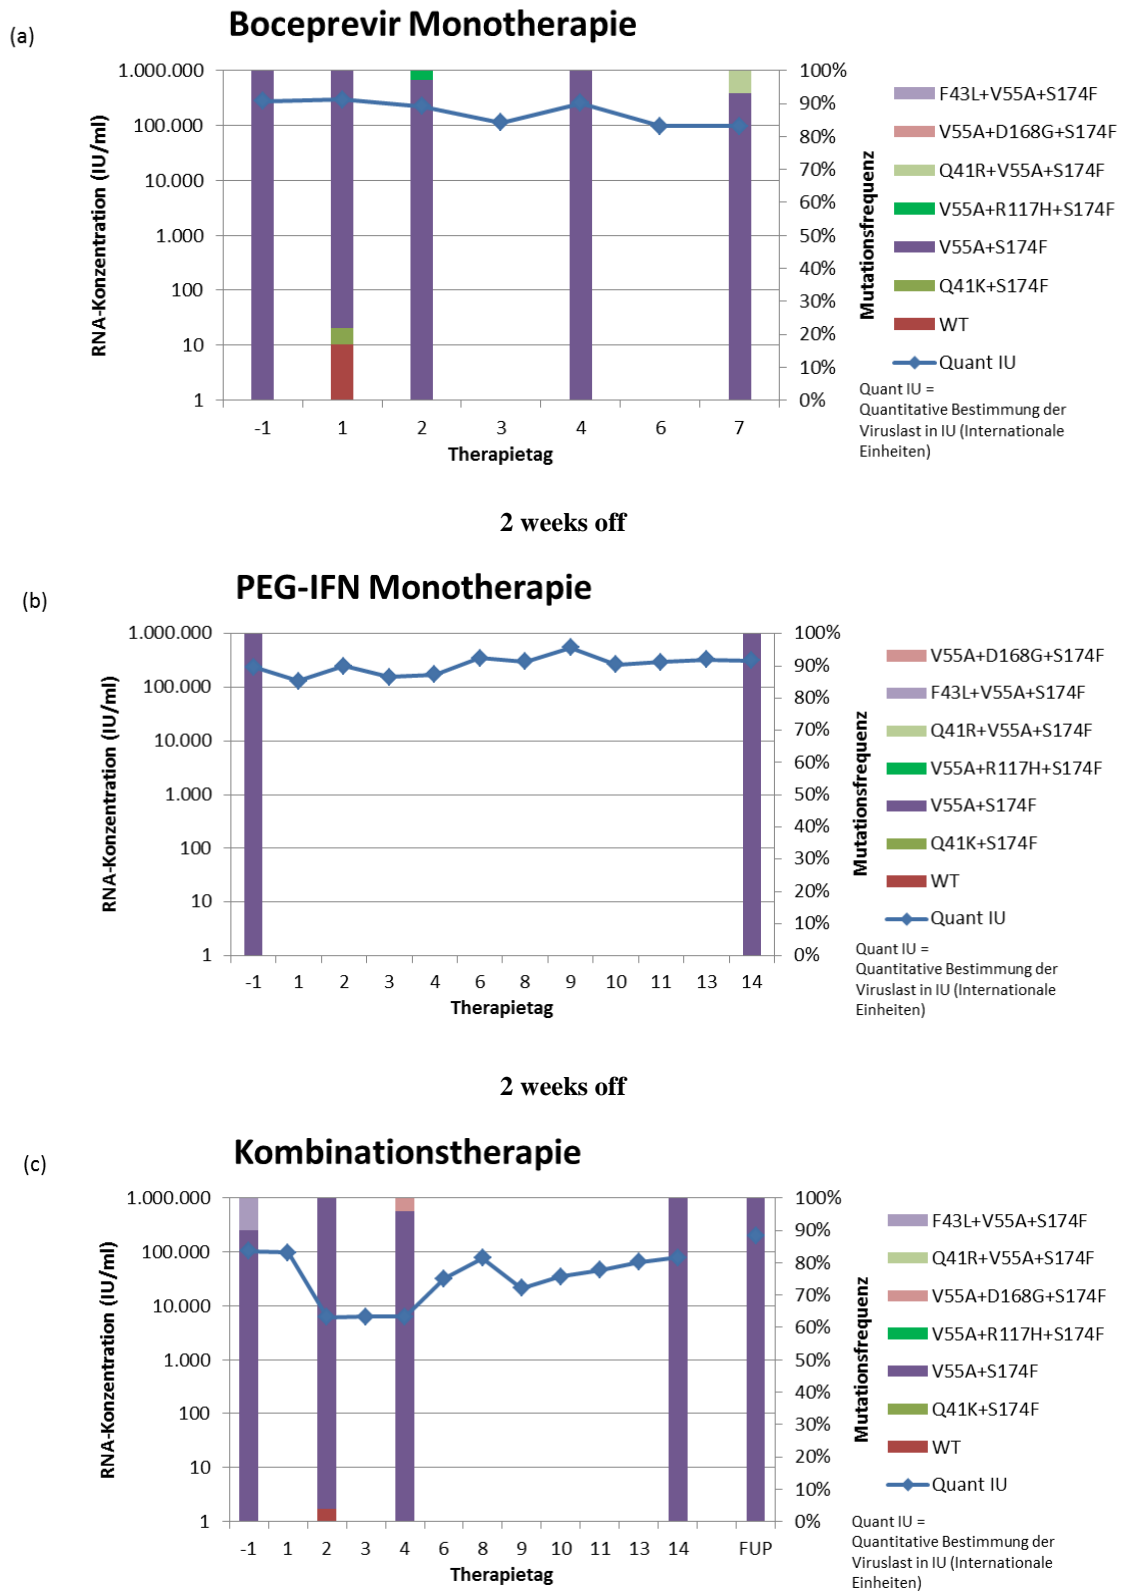 (a)
Boceprevir Monotherapie
RNA-Konzentration (IU/ml)
1.000.000
100.000
10.000
1.000
100
10
1
100%
90%
80%
70%
60%
50%
40%
30%
20%
10%
0%
Mutationsfrequenz
-1 1 2 3 4 6 7
Therapietag
F43L+V55A+S174F
V55A+D168G+S174F
Q41R+V55A+S174F
V55A+R117H+S174F
V55A+S174F
Q41K+S174F
WT
Quant IU
Quant IU =
Quantitative Bestimmung der
Viruslast in IU (Internationale
Einheiten)
2 weeks off
(b)
PEG-IFN Monotherapie
RNA-Konzentration (IU/ml)
1.000.000
100.000
10.000
1.000
100
10
1
100%
90%
80%
70%
60%
50%
40%
30%
20%
10%
0%
Mutationsfrequenz
-1 1 2 3 4 6 8 9 10 11 13 14
Therapietag
V55A+D168G+S174F
F43L+V55A+S174F
Q41R+V55A+S174F
V55A+R117H+S174F
V55A+S174F
Q41K+S174F
WT
Quant IU
Quant IU =
Quantitative Bestimmung der
Viruslast in IU (Internationale
Einheiten)
2 weeks off
(c)
Kombinationstherapie
RNA-Konzentration (IU/ml)
1.000.000
100.000
10.000
1.000
100
10
1
100%
90%
80%
70%
60%
50%
40%
30%
20%
10%
0%
Mutationsfrequenz
-1 1 2 3 4 6 8 9 10 11 13 14 FUP
Therapietag
F43L+V55A+S174F
Q41R+V55A+S174F
V55A+D168G+S174F
V55A+R117H+S174F
V55A+S174F
Q41K+S174F
WT
Quant IU
Quant IU =
Quantitative Bestimmung der
Viruslast in IU (Internationale
Einheiten)